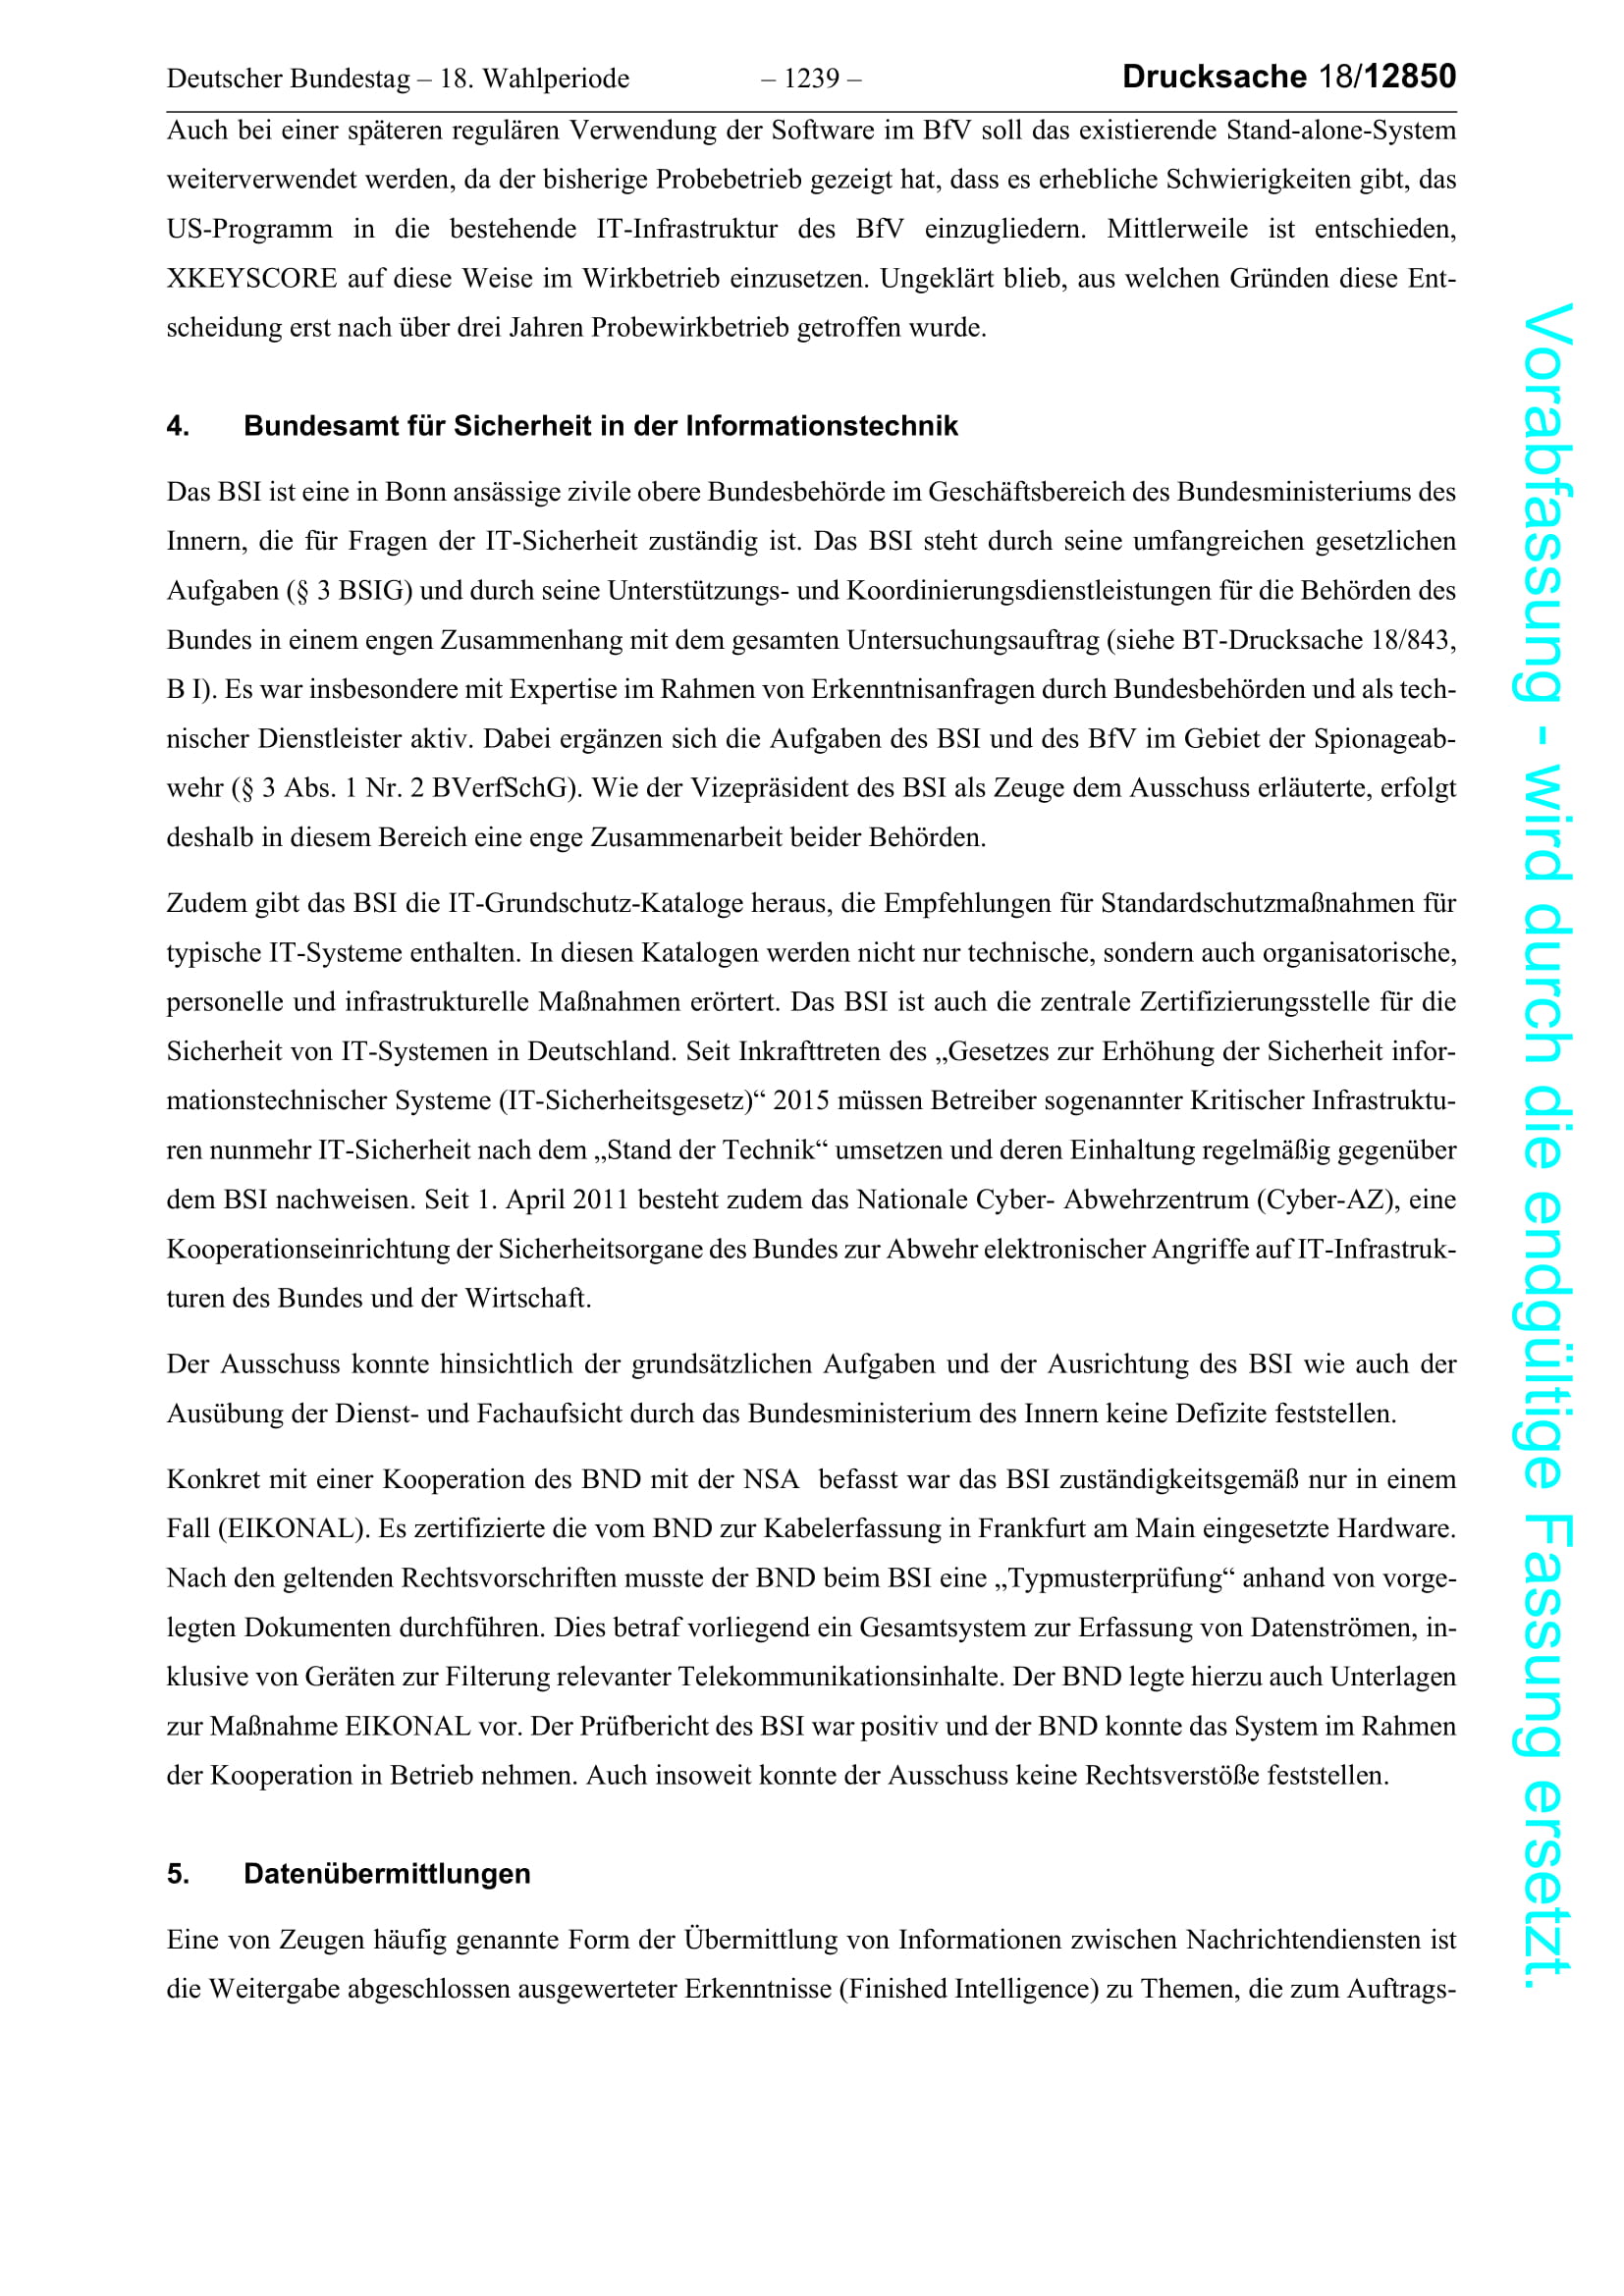 Deutscher Bundestag – 18. Wahlperiode – 1239 – Drucksache 18/12850
Auch bei einer späteren regulären Verwendung der Software im BfV soll das existierende Stand-alone-System
weiterverwendet werden, da der bisherige Probebetrieb gezeigt hat, dass es erhebliche Schwierigkeiten gibt, das
US-Programm in die bestehende IT-Infrastruktur des BfV einzugliedern. Mittlerweile ist entschieden,
XKEYSCORE auf diese Weise im Wirkbetrieb einzusetzen. Ungeklärt blieb, aus welchen Gründen diese Ent-
scheidung erst nach über drei Jahren Probewirkbetrieb getroffen wurde.
4. Bundesamt für Sicherheit in der Informationstechnik
Das BSI ist eine in Bonn ansässige zivile obere Bundesbehörde im Geschäftsbereich des Bundesministeriums des
Innern, die für Fragen der IT-Sicherheit zuständig ist. Das BSI steht durch seine umfangreichen gesetzlichen
Aufgaben (§ 3 BSIG) und durch seine Unterstützungs- und Koordinierungsdienstleistungen für die Behörden des
Bundes in einem engen Zusammenhang mit dem gesamten Untersuchungsauftrag (siehe BT-Drucksache 18/843,
B I). Es war insbesondere mit Expertise im Rahmen von Erkenntnisanfragen durch Bundesbehörden und als tech-
nischer Dienstleister aktiv. Dabei ergänzen sich die Aufgaben des BSI und des BfV im Gebiet der Spionageab-
wehr (§ 3 Abs. 1 Nr. 2 BVerfSchG). Wie der Vizepräsident des BSI als Zeuge dem Ausschuss erläuterte, erfolgt
deshalb in diesem Bereich eine enge Zusammenarbeit beider Behörden.
Zudem gibt das BSI die IT-Grundschutz-Kataloge heraus, die Empfehlungen für Standardschutzmaßnahmen für
typische IT-Systeme enthalten. In diesen Katalogen werden nicht nur technische, sondern auch organisatorische,
personelle und infrastrukturelle Maßnahmen erörtert. Das BSI ist auch die zentrale Zertifizierungsstelle für die
Sicherheit von IT-Systemen in Deutschland. Seit Inkrafttreten des „Gesetzes zur Erhöhung der Sicherheit infor-
mationstechnischer Systeme (IT-Sicherheitsgesetz)“ 2015 müssen Betreiber sogenannter Kritischer Infrastruktu-
ren nunmehr IT-Sicherheit nach dem „Stand der Technik“ umsetzen und deren Einhaltung regelmäßig gegenüber
dem BSI nachweisen. Seit 1. April 2011 besteht zudem das Nationale Cyber- Abwehrzentrum (Cyber-AZ), eine
Kooperationseinrichtung der Sicherheitsorgane des Bundes zur Abwehr elektronischer Angriffe auf IT-Infrastruk-
turen des Bundes und der Wirtschaft.
Der Ausschuss konnte hinsichtlich der grundsätzlichen Aufgaben und der Ausrichtung des BSI wie auch der
Ausübung der Dienst- und Fachaufsicht durch das Bundesministerium des Innern keine Defizite feststellen.
Konkret mit einer Kooperation des BND mit der NSA  befasst war das BSI zuständigkeitsgemäß nur in einem
Fall (EIKONAL). Es zertifizierte die vom BND zur Kabelerfassung in Frankfurt am Main eingesetzte Hardware.
Nach den geltenden Rechtsvorschriften musste der BND beim BSI eine „Typmusterprüfung“ anhand von vorge-
legten Dokumenten durchführen. Dies betraf vorliegend ein Gesamtsystem zur Erfassung von Datenströmen, in-
klusive von Geräten zur Filterung relevanter Telekommunikationsinhalte. Der BND legte hierzu auch Unterlagen
zur Maßnahme EIKONAL vor. Der Prüfbericht des BSI war positiv und der BND konnte das System im Rahmen
der Kooperation in Betrieb nehmen. Auch insoweit konnte der Ausschuss keine Rechtsverstöße feststellen.
5. Datenübermittlungen
Eine von Zeugen häufig genannte Form der Übermittlung von Informationen zwischen Nachrichtendiensten ist
die Weitergabe abgeschlossen ausgewerteter Erkenntnisse (Finished Intelligence) zu Themen, die zum Auftrags-
Vorabfassung - wird durch die endgültige Fassung ersetzt.